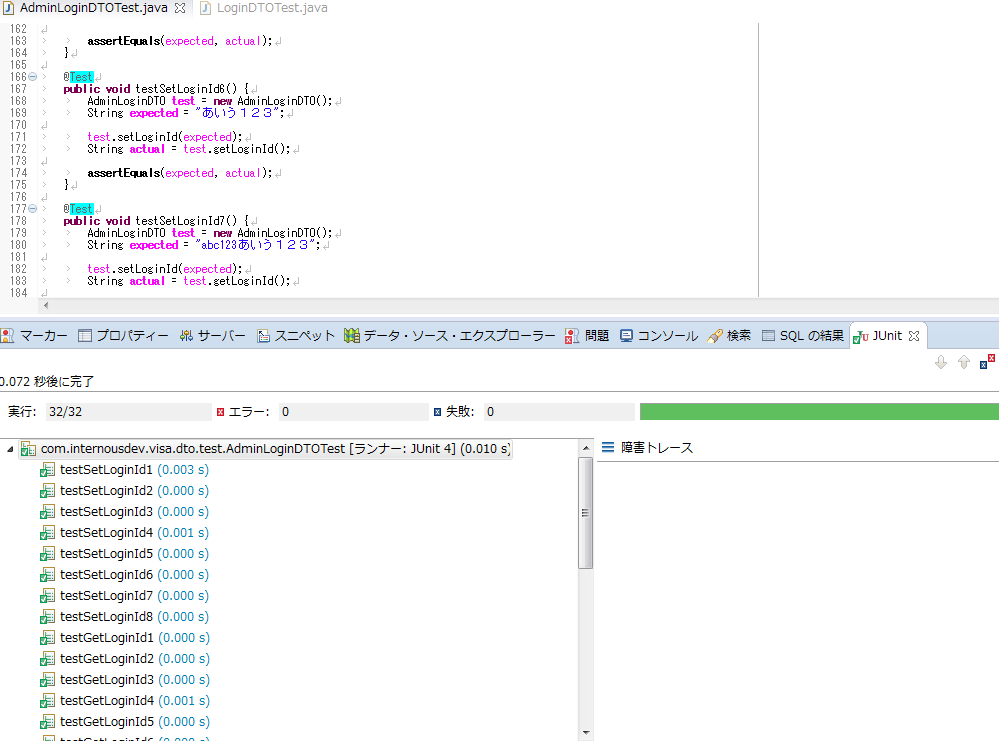 AdminLoginDTOTest.java LoginDTOTest.java
162
163 assertEquals(expected, actual);
164 }
165
166 @Test
167 public void testSetLoginId6() {
168 AdminLoginDTO test = new AdminLoginDTO();
169 String expected = "あいう１２３";
170
171 test.setLoginId(expected);
172 String actual = test.getLoginId();
173
174 assertEquals(expected, actual);
175 }
176
177 @Test
178 public void testSetLoginId7() {
179 AdminLoginDTO test = new AdminLoginDTO();
180 String expected = "abc123あいう１２３";
181
182 test.setLoginId(expected);
183 String actual = test.getLoginId();
184
マーカー プロパティー サーバー スニペット データ・ソース・エクスプローラー 問題 コンソール 検索 SQL の結果 JUnit
0.072 秒後に完了
実行: 32/32 エラー: 0 失敗: 0
com.internousdev.visa.dto.test.AdminLoginDTOTest [ランナー: JUnit 4] (0.010 s) 障害トレース
testSetLoginId1 (0.003 s)
testSetLoginId2 (0.000 s)
testSetLoginId3 (0.000 s)
testSetLoginId4 (0.001 s)
testSetLoginId5 (0.000 s)
testSetLoginId6 (0.000 s)
testSetLoginId7 (0.000 s)
testSetLoginId8 (0.000 s)
testGetLoginId1 (0.000 s)
testGetLoginId2 (0.000 s)
testGetLoginId3 (0.000 s)
testGetLoginId4 (0.001 s)
testGetLoginId5 (0.000 s)